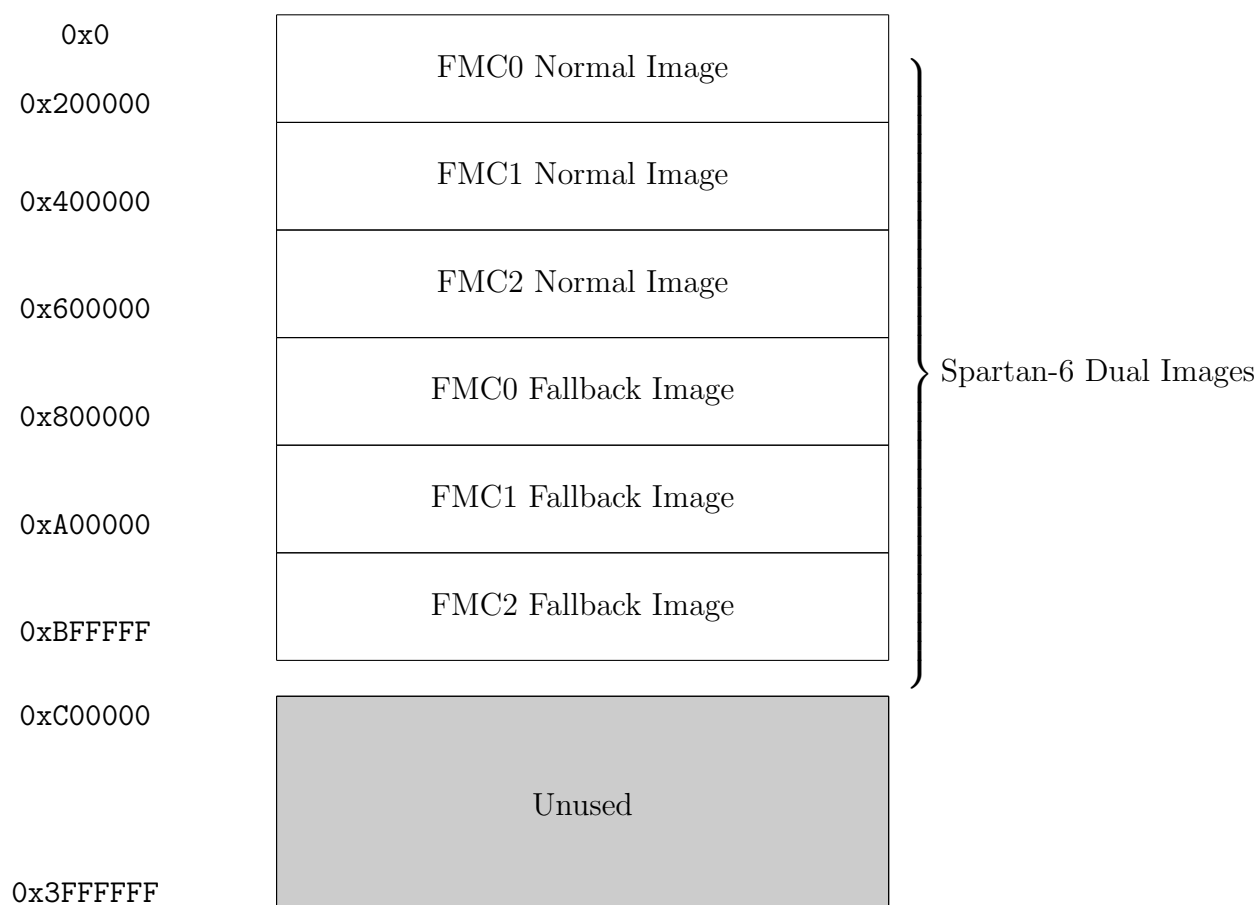 0x0
FMC0 Normal Image
0x200000
FMC1 Normal Image
0x400000
FMC2 Normal Image
0x600000
FMC0 Fallback Image
Spartan-6 Dual Images
0x800000
FMC1 Fallback Image
0xA00000
FMC2 Fallback Image
0xBFFFFF
0xC00000
Unused
0x3FFFFFF